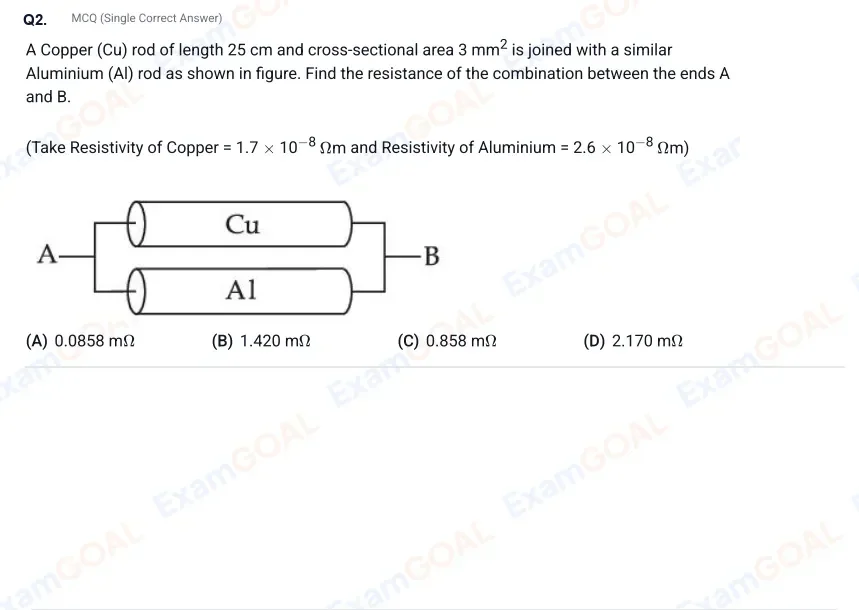 Q2. MCQ (Single Correct Answer)
A Copper (Cu) rod of length 25 cm and cross-sectional area 3 mm² is joined with a similar
Aluminium (Al) rod as shown in figure. Find the resistance of the combination between the ends A
and B.
(Take Resistivity of Copper = 1.7 × 10⁻⁸ Ωm and Resistivity of Aluminium = 2.6 × 10⁻⁸ Ωm)
Cu
A B
Al
(A) 0.0858 mΩ (B) 1.420 mΩ (C) 0.858 mΩ (D) 2.170 mΩ
ExamGOAL